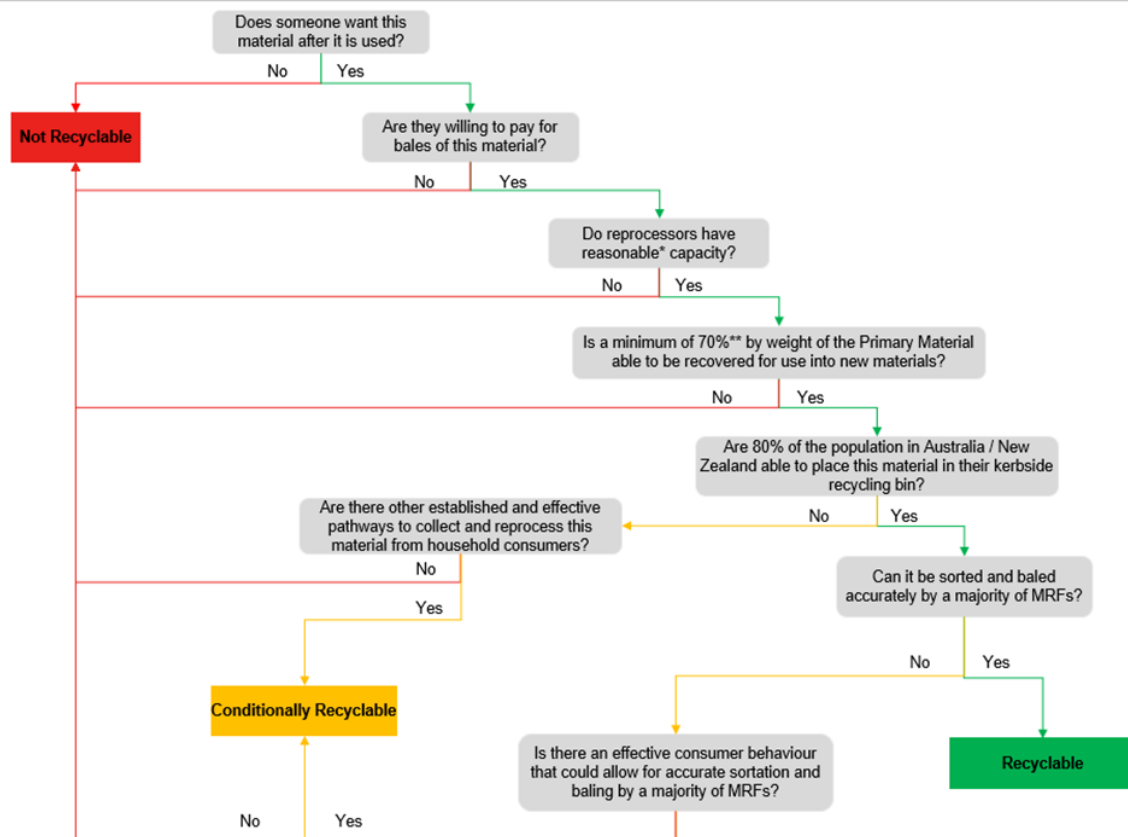 Does someone want this
material after it is used?
No
Yes
Not Recyclable
Are they willing to pay for
bales of this material?
No
Yes
Do reprocessors have
reasonable* capacity?
No
Yes
Is a minimum of 70%** by weight of the Primary Material
able to be recovered for use into new materials?
No
Yes
Are 80% of the population in Australia / New
Zealand able to place this material in their kerbside
recycling bin?
No
Yes
Are there other established and effective
pathways to collect and reprocess this
material from household consumers?
No
Yes
Can it be sorted and baled
accurately by a majority of MRFs?
No
Yes
Conditionally Recyclable
Is there an effective consumer behaviour
that could allow for accurate sortation and
baling by a majority of MRFs?
Recyclable
No
Yes